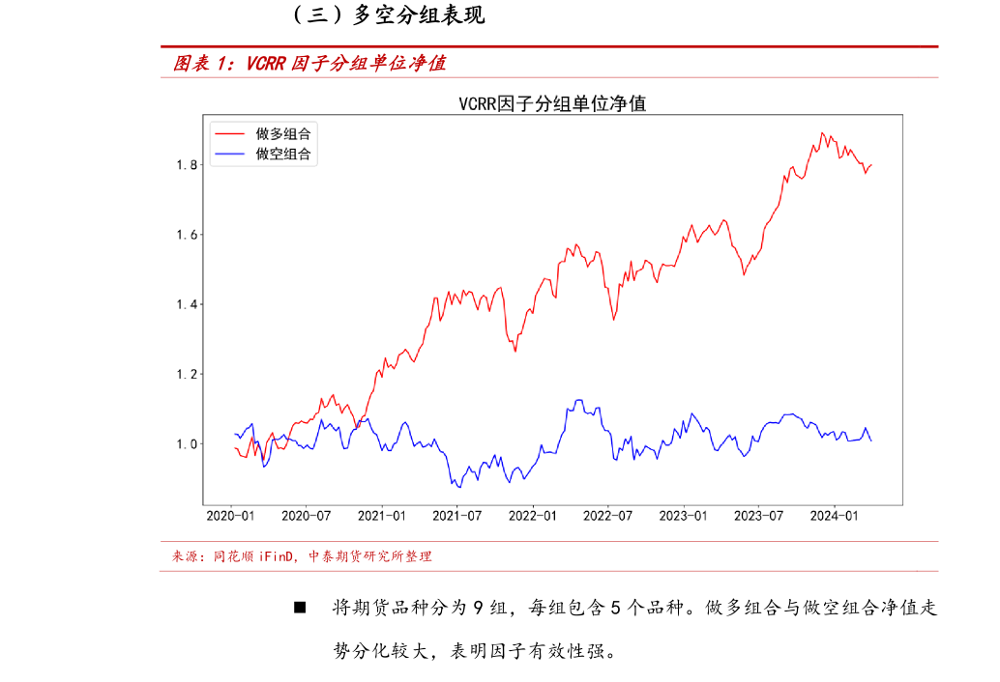 （三）多空分组表现
图表 1：VCRR 因子分组单位净值
VCRR因子分组单位净值
做多组合
做空组合
1.8
1.6
1.4
1.2
1.0
2020-01 2020-07 2021-01 2021-07 2022-01 2022-07 2023-01 2023-07 2024-01
来源：同花顺 iFinD，中泰期货研究所整理
■ 将期货品种分为 9 组，每组包含 5 个品种。做多组合与做空组合净值走
势分化较大，表明因子有效性强。